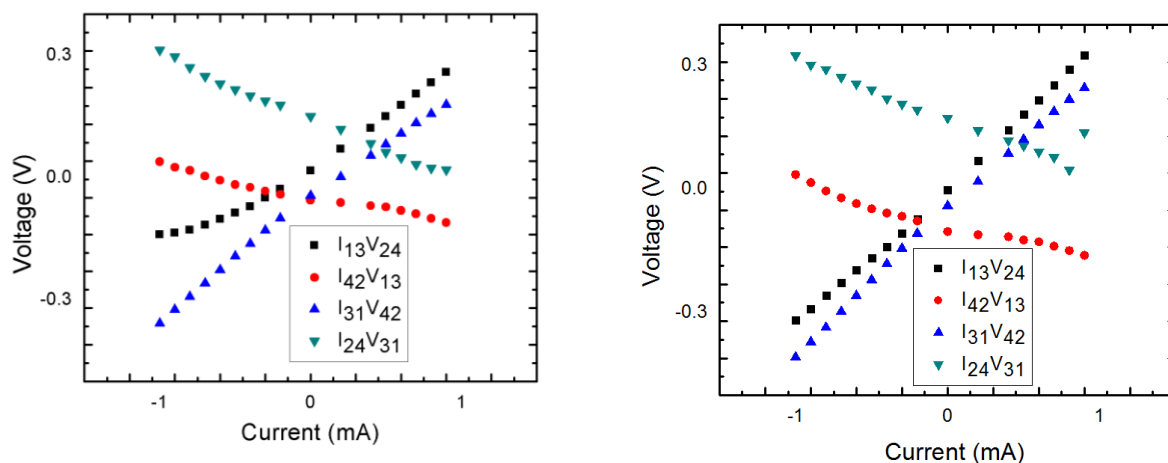 0.3
0.0
-0.3
Voltage (V)
I13V24
I42V13
I31V42
I24V31
-1
0
1
Current (mA)
0.3
0.0
-0.3
Voltage (V)
I13V24
I42V13
I31V42
I24V31
-1
0
1
Current (mA)